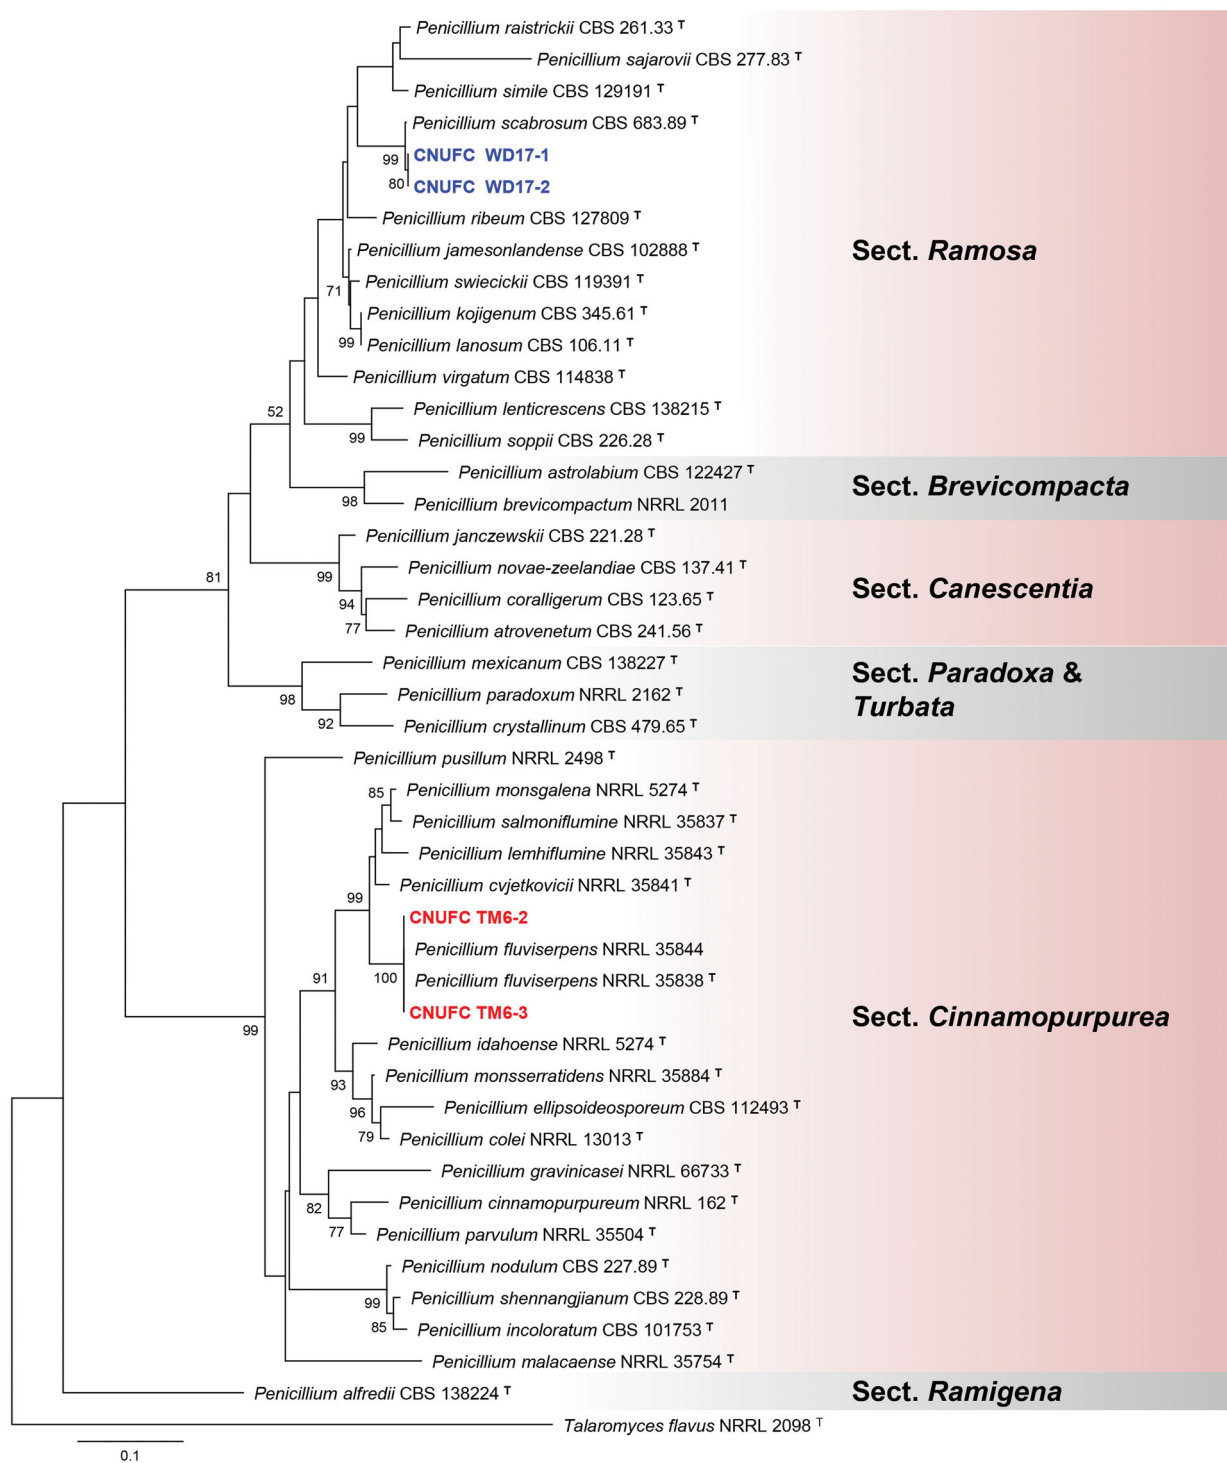 Penicillium raistrickii CBS 261.33 T
Penicillium sajarovii CBS 277.83 T
Penicillium simile CBS 129191 T
Penicillium scabrosum CBS 683.89 T
99
CNUFC WD17-1
80
CNUFC WD17-2
Penicillium ribeum CBS 127809 T
Penicillium jamesonlandense CBS 102888 T
Sect. Ramosa
Penicillium swiecickii CBS 119391 T
71
Penicillium kojigenum CBS 345.61 T
99
Penicillium lanosum CBS 106.11 T
Penicillium virgatum CBS 114838 T
52
Penicillium lenticrescens CBS 138215 T
99
Penicillium soppii CBS 226.28 T
Penicillium astrolabium CBS 122427 T
Sect. Brevicompacta
98
Penicillium brevicompactum NRRL 2011
Penicillium janczewskii CBS 221.28 T
99
Penicillium novae-zeelandiae CBS 137.41 T
81
Sect. Canescentia
94
Penicillium coralligerum CBS 123.65 T
77
Penicillium atrovenetum CBS 241.56 T
Penicillium mexicanum CBS 138227 T
Sect. Paradoxa &
Turbata
98
Penicillium paradoxum NRRL 2162 T
92
Penicillium crystallinum CBS 479.65 T
Penicillium pusillum NRRL 2498 T
85
Penicillium monsgalena NRRL 5274 T
Penicillium salmoniflumine NRRL 35837 T
Penicillium lemhiflumine NRRL 35843 T
99
Penicillium cvjetkovicii NRRL 35841 T
CNUFC TM6-2
Penicillium fluviserpens NRRL 35844
91
100
Penicillium fluviserpens NRRL 35838 T
CNUFC TM6-3
Sect. Cinnamopurpurea
99
Penicillium idahoense NRRL 5274 T
93
Penicillium monsserratidens NRRL 35884 T
96
Penicillium ellipsoideosporeum CBS 112493 T
79
Penicillium colei NRRL 13013 T
Penicillium gravinicasei NRRL 66733 T
82
Penicillium cinnamopurpureum NRRL 162 T
77
Penicillium parvulum NRRL 35504 T
Penicillium nodulum CBS 227.89 T
99
Penicillium shennangjianum CBS 228.89 T
85
Penicillium incoloratum CBS 101753 T
Penicillium malacaense NRRL 35754 T
Penicillium alfredii CBS 138224 T
Sect. Ramigena
Talaromyces flavus NRRL 2098 T
0.1